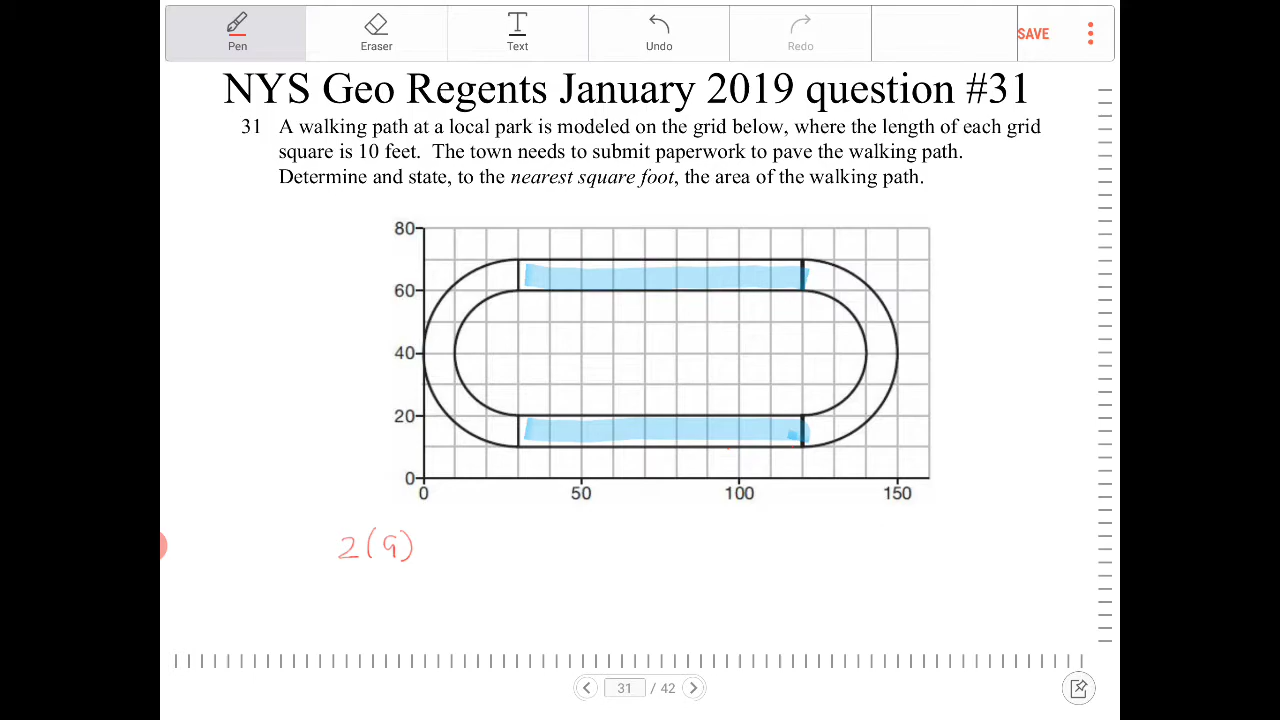 Pen Eraser Text Undo Redo SAVE
NYS Geo Regents January 2019 question #31
31 A walking path at a local park is modeled on the grid below, where the length of each grid
square is 10 feet. The town needs to submit paperwork to pave the walking path.
Determine and state, to the nearest square foot, the area of the walking path.
80
60
40
20
0
0 50 100 150
2(9)
31 / 42